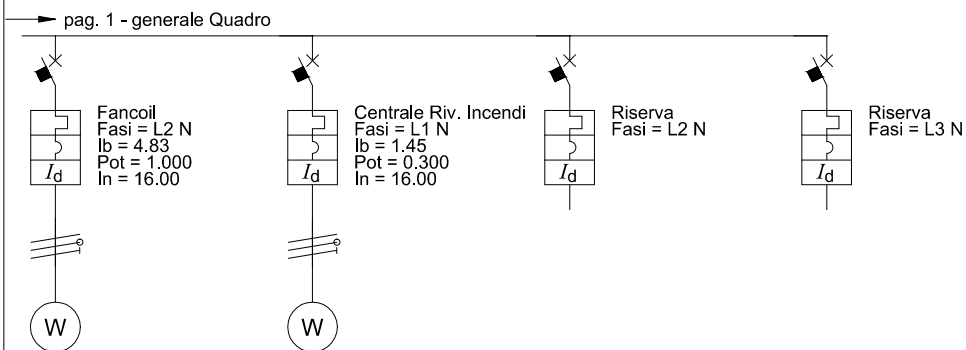 pag. 1 - generale Quadro
Fancoil
Fasi = L2 N
Ib = 4.83
Pot = 1.000
In = 16.00
Id
W
Centrale Riv. Incendi
Fasi = L1 N
Ib = 1.45
Pot = 0.300
In = 16.00
Id
W
Riserva
Fasi = L2 N
Id
Riserva
Fasi = L3 N
Id